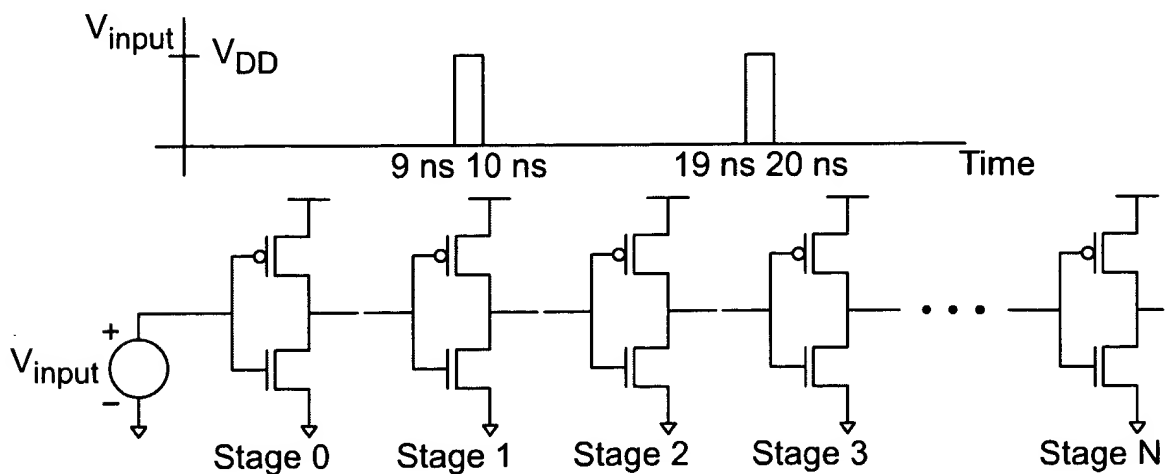 V_input
V_DD
9 ns 10 ns
19 ns 20 ns
Time
+
V_input
−
Stage 0
Stage 1
Stage 2
Stage 3
Stage N